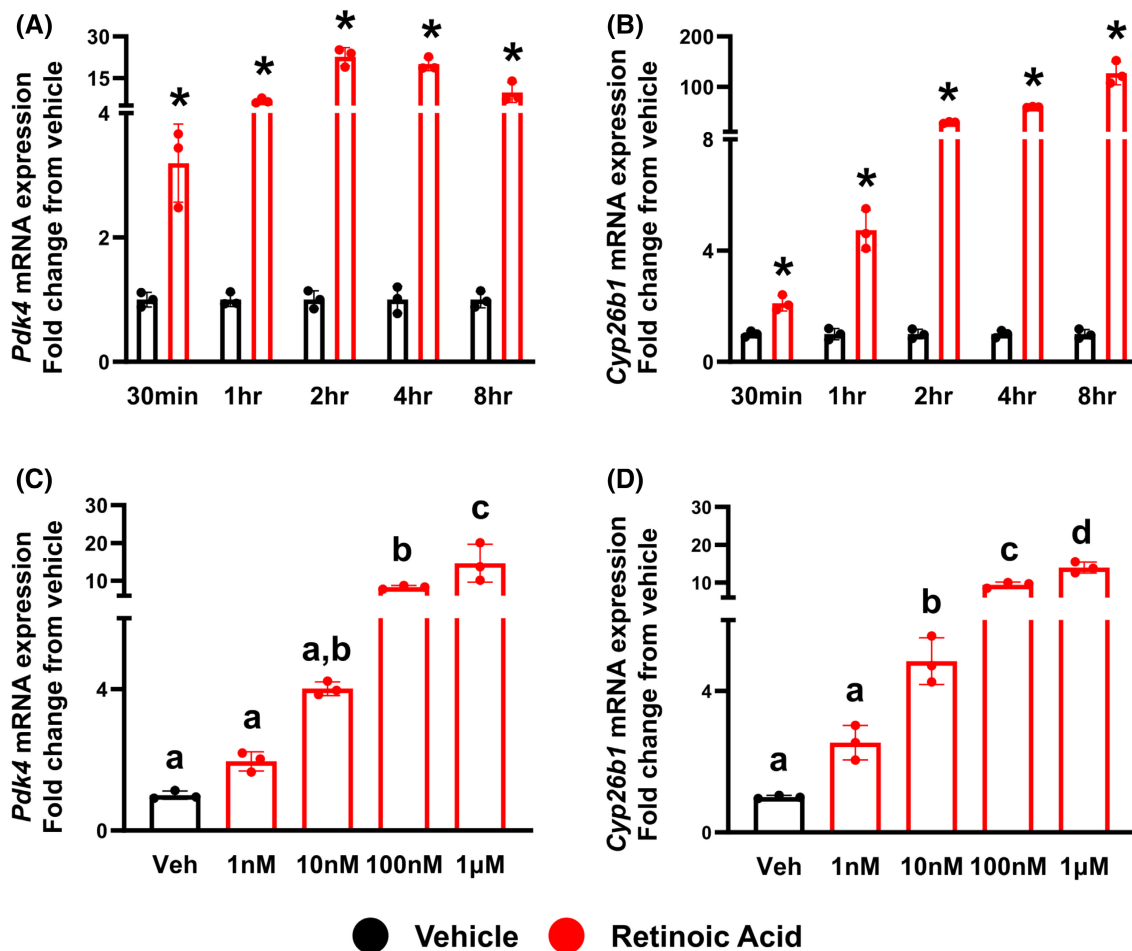 (A)
Pdk4 mRNA expression
Fold change from vehicle
30
15
4
2
0
* * * * *
30min 1hr 2hr 4hr 8hr
(B)
Cyp26b1 mRNA expression
Fold change from vehicle
200
100
8
4
0
* * * * *
30min 1hr 2hr 4hr 8hr
(C)
Pdk4 mRNA expression
Fold change from vehicle
30
20
10
4
0
a a a,b b c
Veh 1nM 10nM 100nM 1µM
(D)
Cyp26b1 mRNA expression
Fold change from vehicle
30
20
10
4
0
a a b c d
Veh 1nM 10nM 100nM 1µM
Vehicle Retinoic Acid